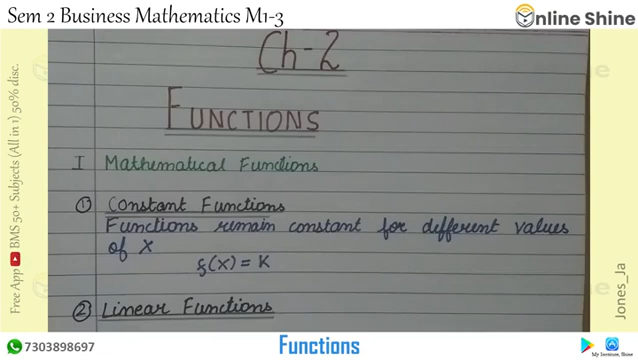 Sem 2 Business Mathematics M1-3
Online Shine
Ch-2
FUNCTIONS
I Mathematical Functions
① Constant Functions
Functions remain constant for different values
of X
f(X) = K
② Linear Functions
Free App BMS 50+ Subjects (All in 1) 50% disc.
Jones_Ja
7303898697
Functions
My Institute, Shine